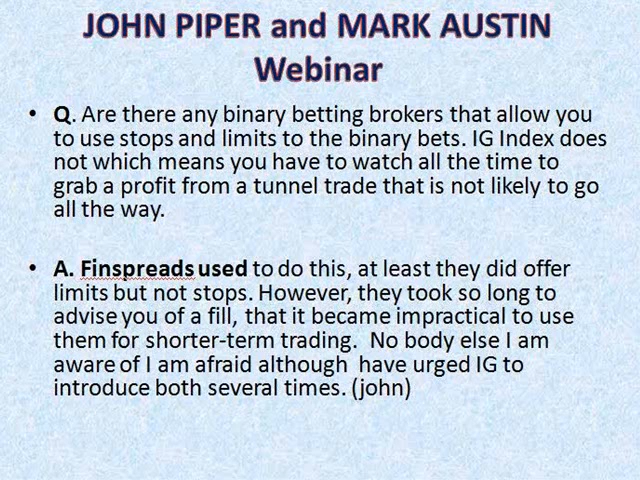 JOHN PIPER and MARK AUSTIN
Webinar
• Q. Are there any binary betting brokers that allow you
to use stops and limits to the binary bets. IG Index does
not which means you have to watch all the time to
grab a profit from a tunnel trade that is not likely to go
all the way.
• A. Finspreads used to do this, at least they did offer
limits but not stops. However, they took so long to
advise you of a fill, that it became impractical to use
them for shorter-term trading.  No body else I am
aware of I am afraid although  have urged IG to
introduce both several times. (john)